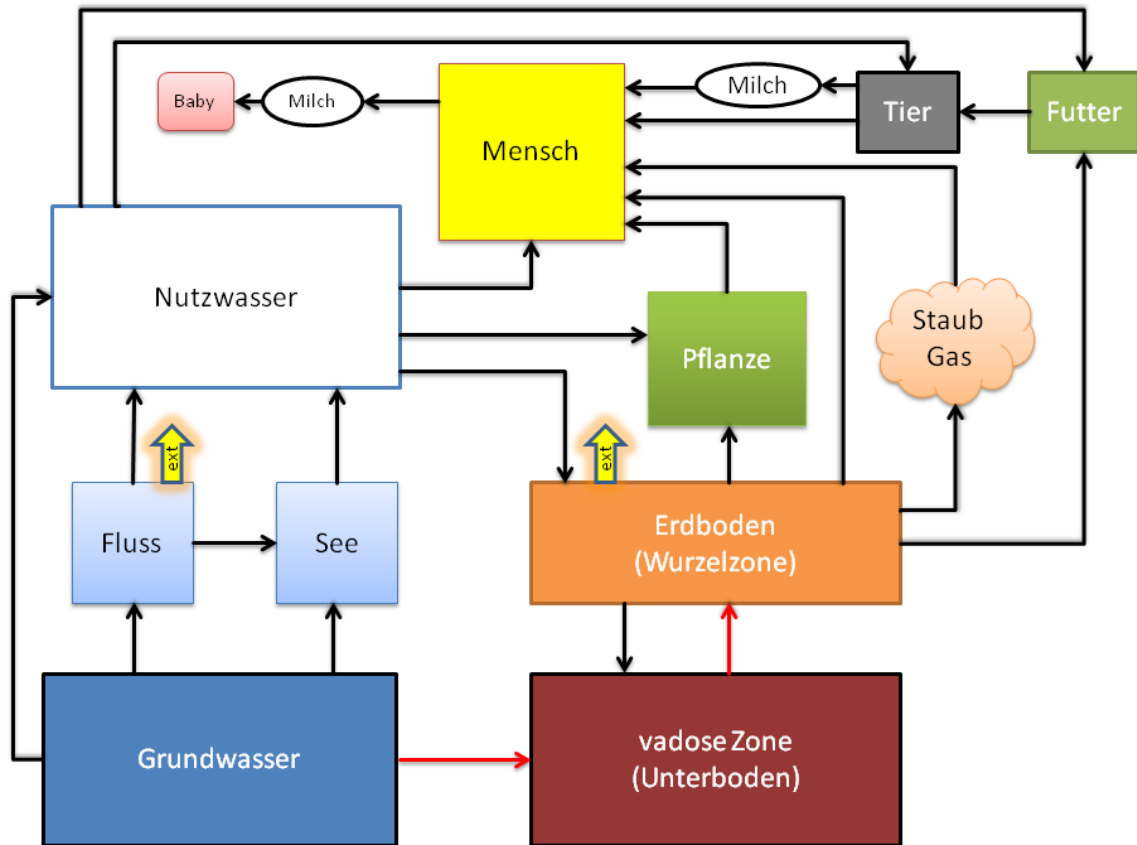 Milch
Baby
Milch
Tier
Futter
Mensch
Nutzwasser
Staub
Gas
Pflanze
ext
ext
Fluss
See
Erdboden
(Wurzelzone)
Grundwasser
vadose Zone
(Unterboden)